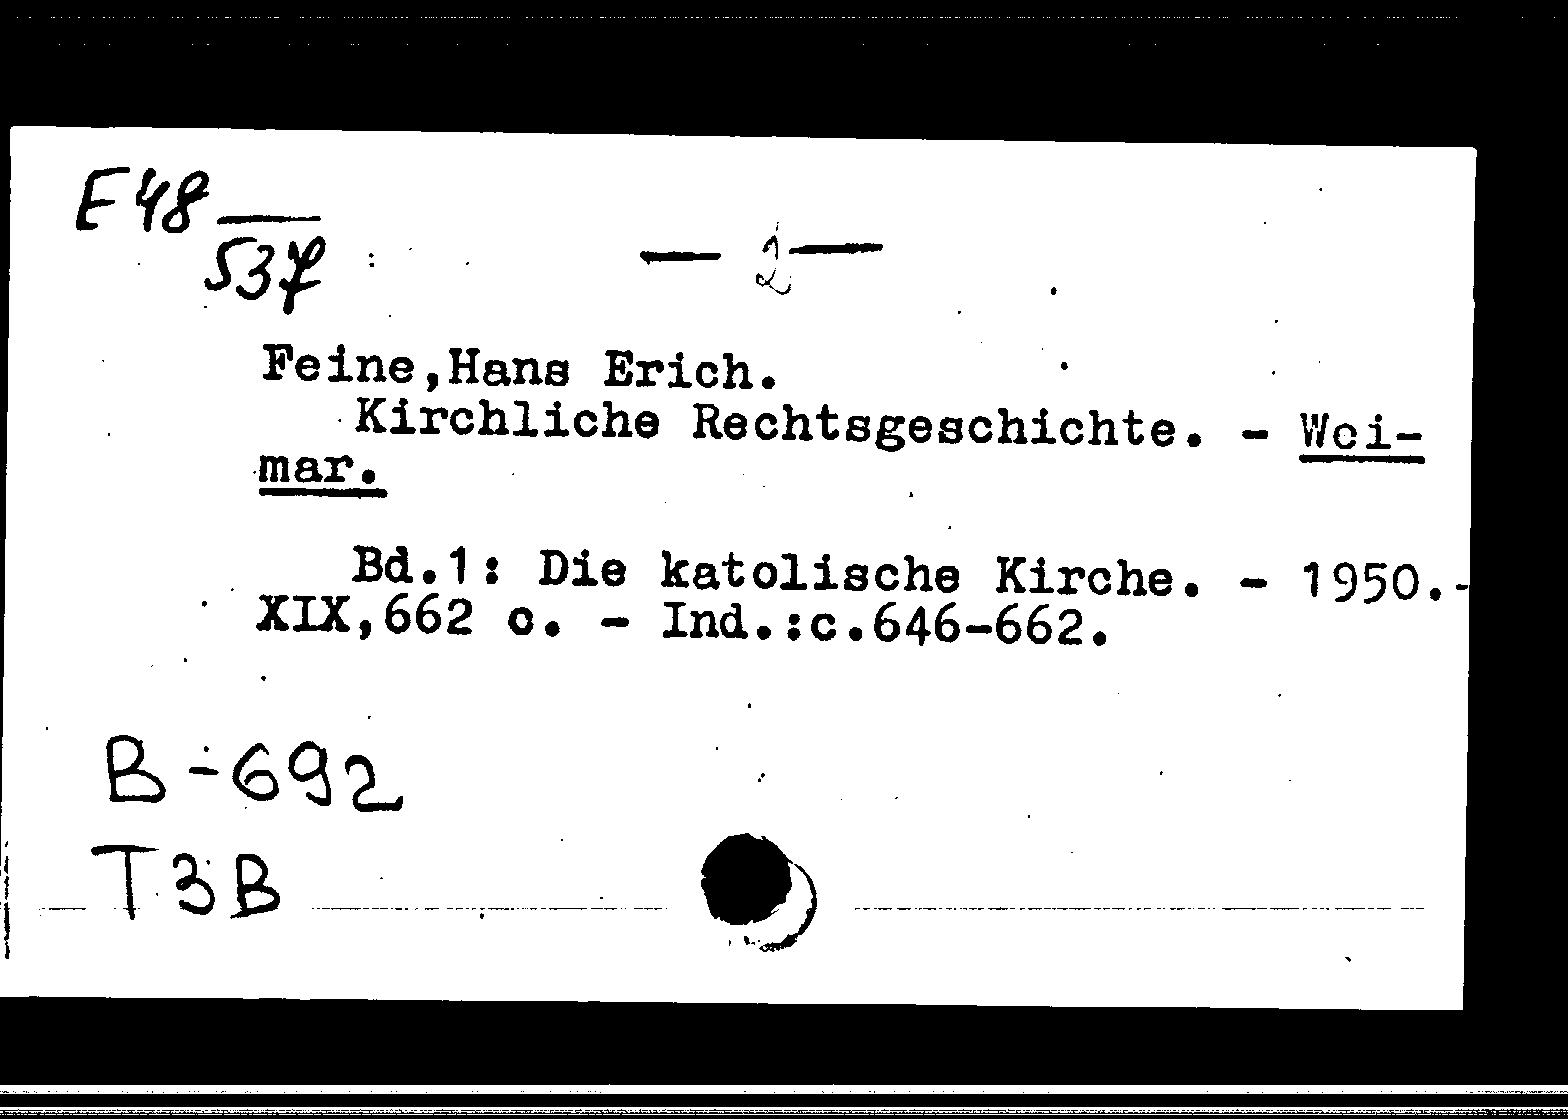 E48
537
— 2 —
Feine,Hans Erich.
Kirchliche Rechtsgeschichte. - Wei-
mar.
Bd.1: Die katolische Kirche. - 1950.-
XIX,662 c. - Ind.:c.646-662.
B-692
T3B